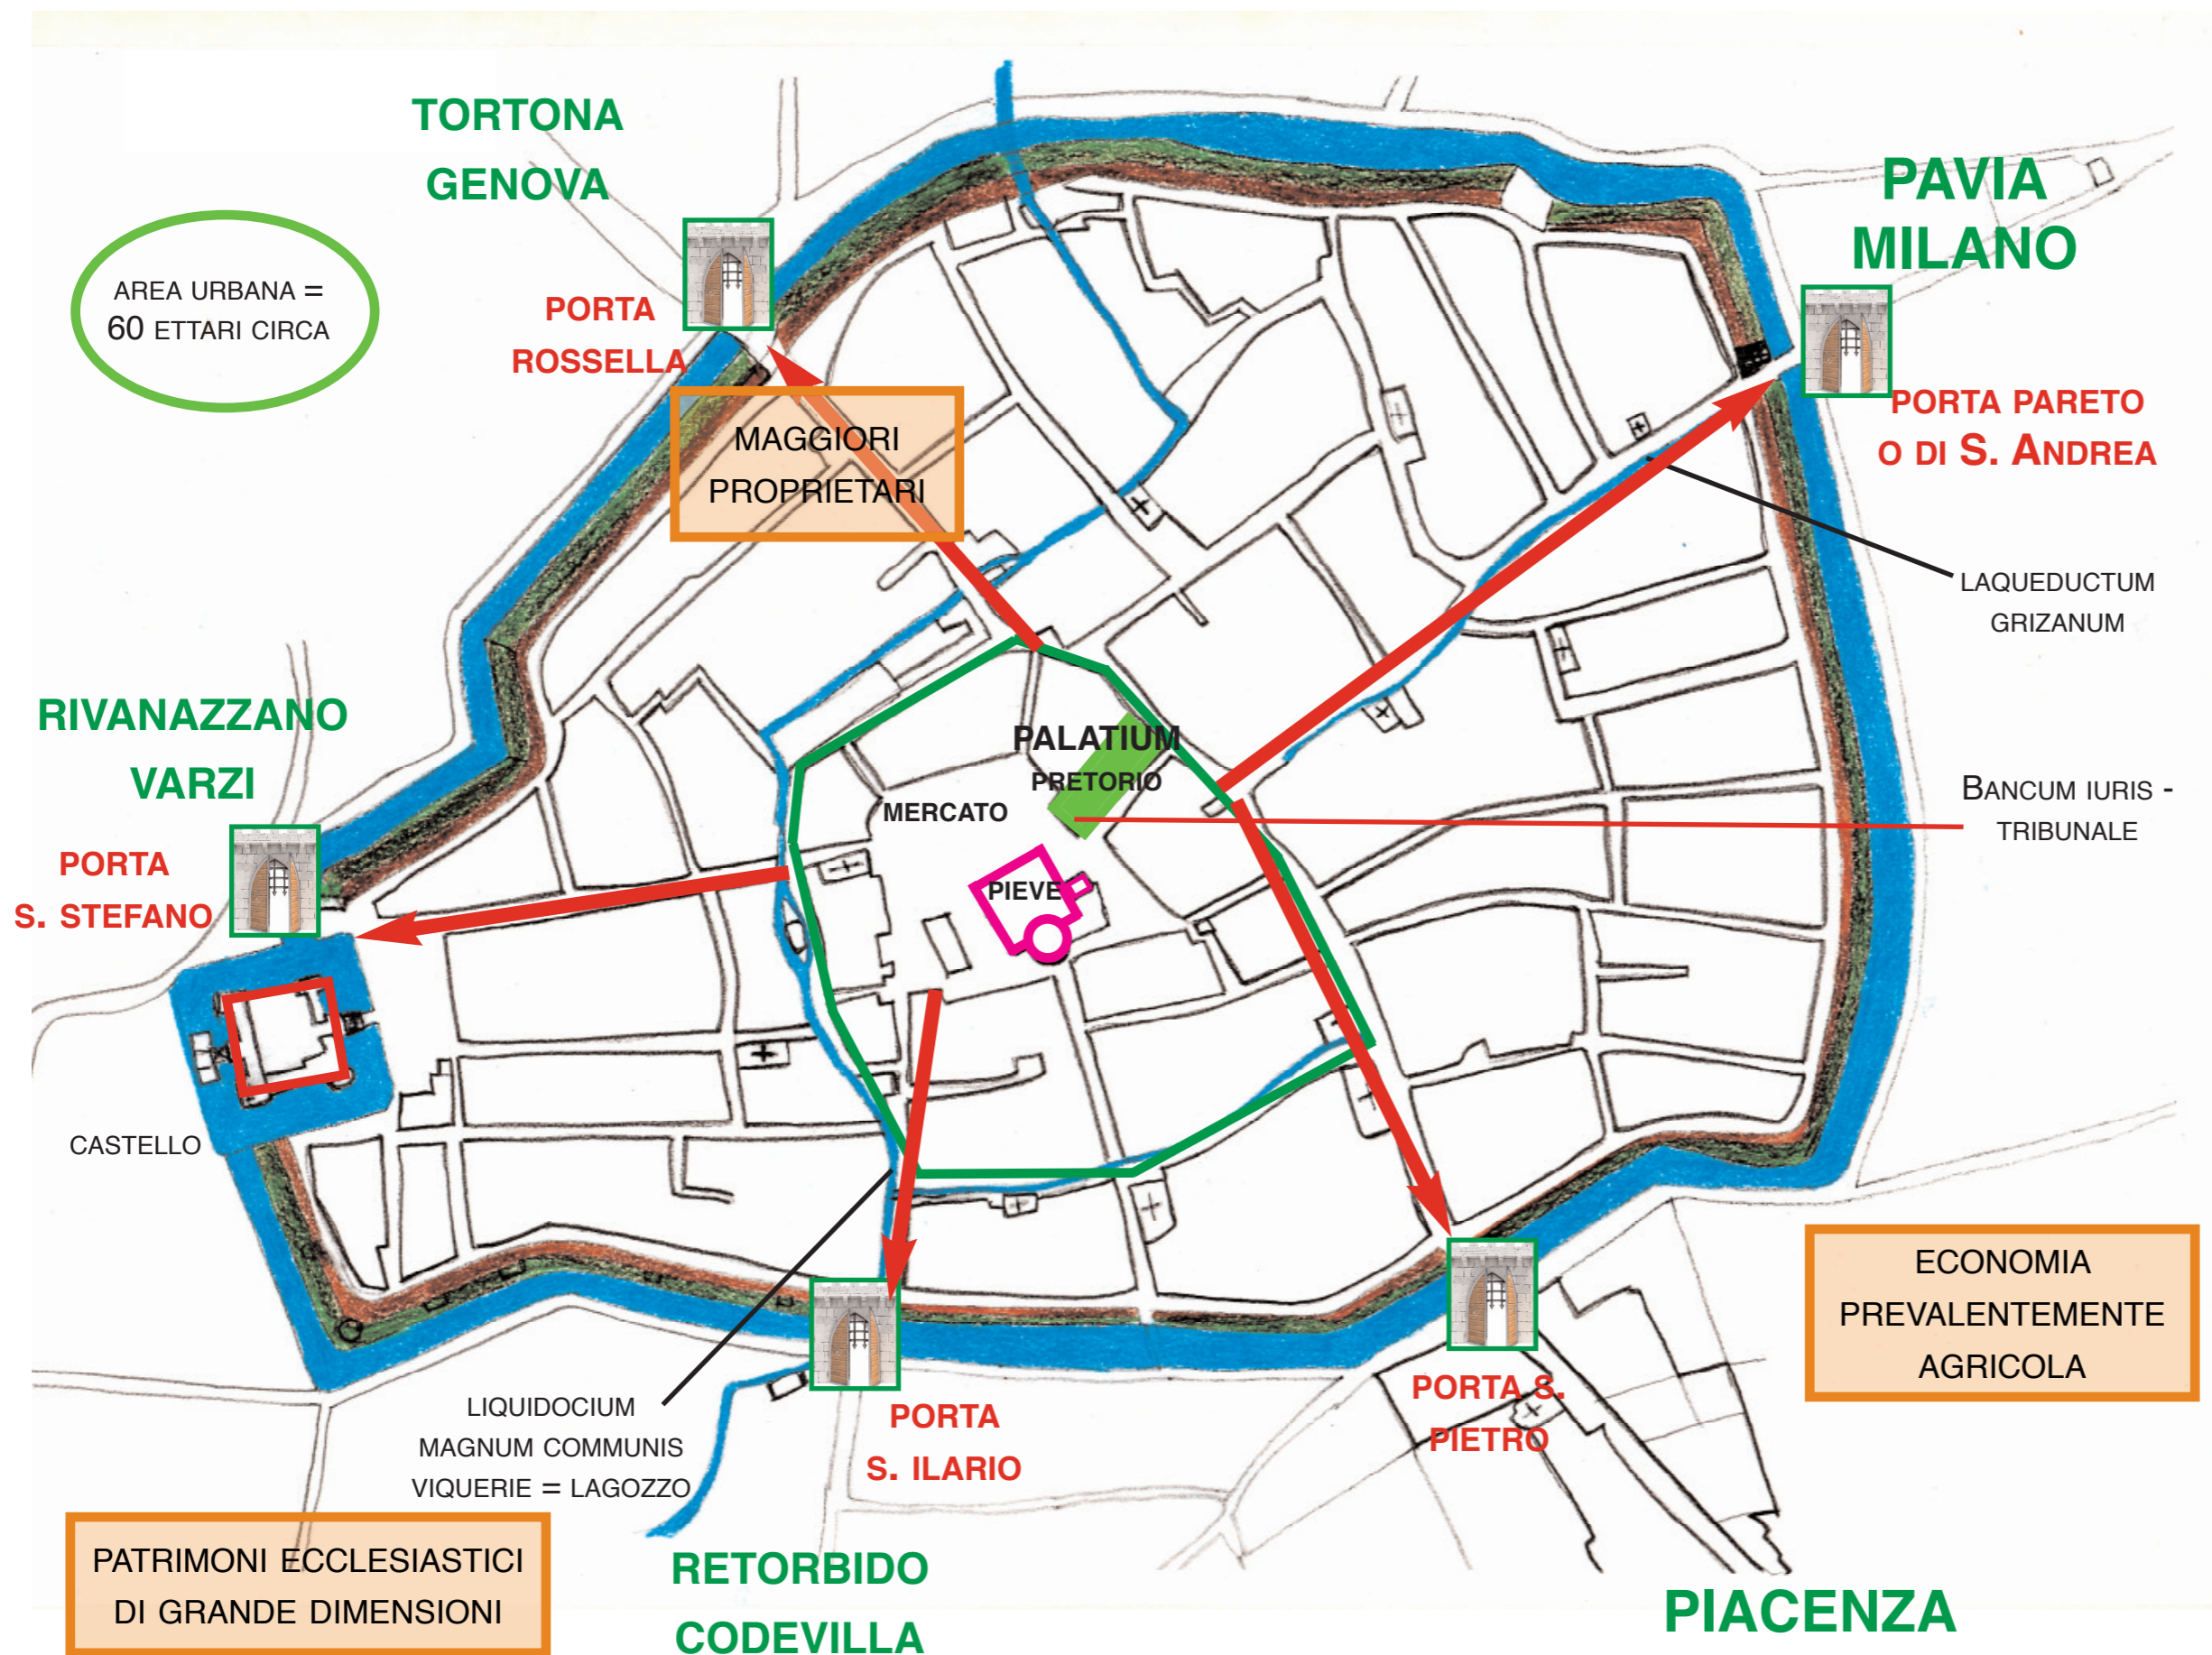 TORTONA
GENOVA
PAVIA
MILANO
AREA URBANA =
60 ETTARI CIRCA
PORTA
ROSSELLA
MAGGIORI
PROPRIETARI
PORTA PARETO
O DI S. ANDREA
LAQUEDUCTUM
GRIZANUM
RIVANAZZANO
VARZI
PORTA
S. STEFANO
PALATIUM
PRETORIO
MERCATO
BANCUM IURIS -
TRIBUNALE
PIEVE
CASTELLO
ECONOMIA
PREVALENTEMENTE
AGRICOLA
LIQUIDOCIUM
MAGNUM COMMUNIS
VIQUERIE = LAGOZZO
PORTA
S. ILARIO
PORTA S.
PIETRO
PATRIMONI ECCLESIASTICI
DI GRANDE DIMENSIONI
RETORBIDO
CODEVILLA
PIACENZA